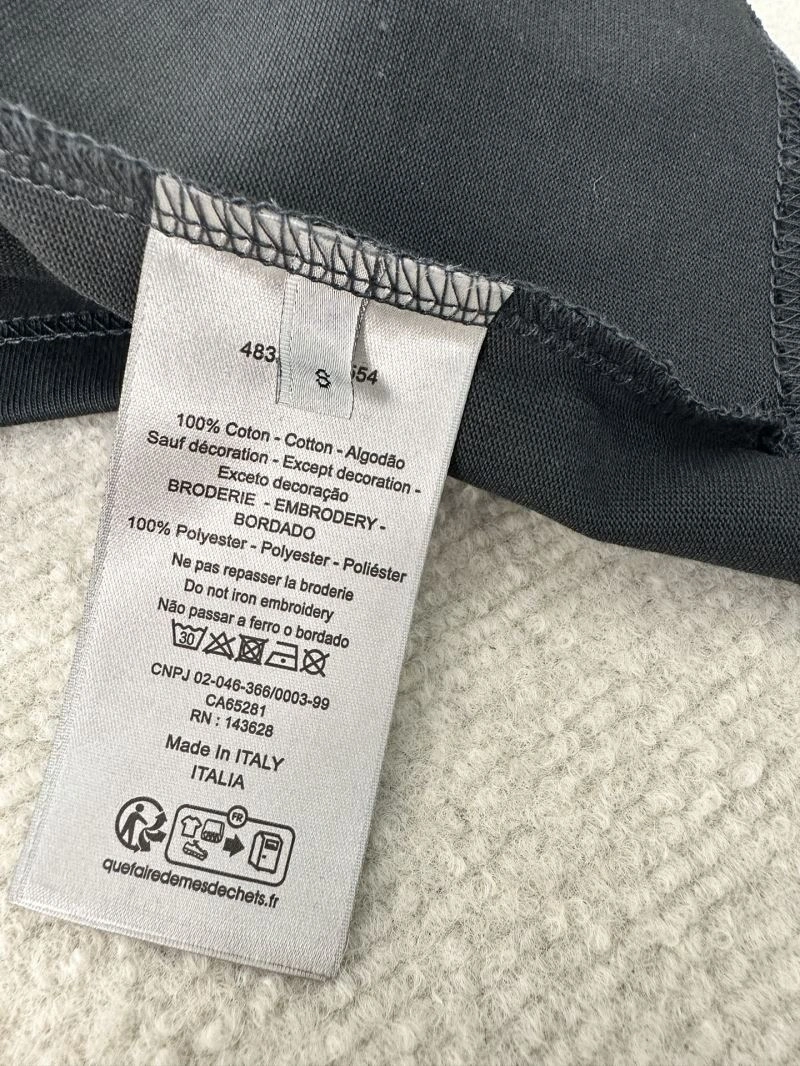 S
100% Coton - Cotton - Algodão
Sauf décoration - Except decoration -
Exceto decoração
BRODERIE - EMBRODERY -
BORDADO
100% Polyester - Polyester - Poliéster
Ne pas repasser la broderie
Do not iron embroidery
Não passar a ferro o bordado
30
CNPJ 02-046-366/0003-99
CA65281
RN : 143628
Made In ITALY
ITALIA
FR
quefairedemesdechets.fr